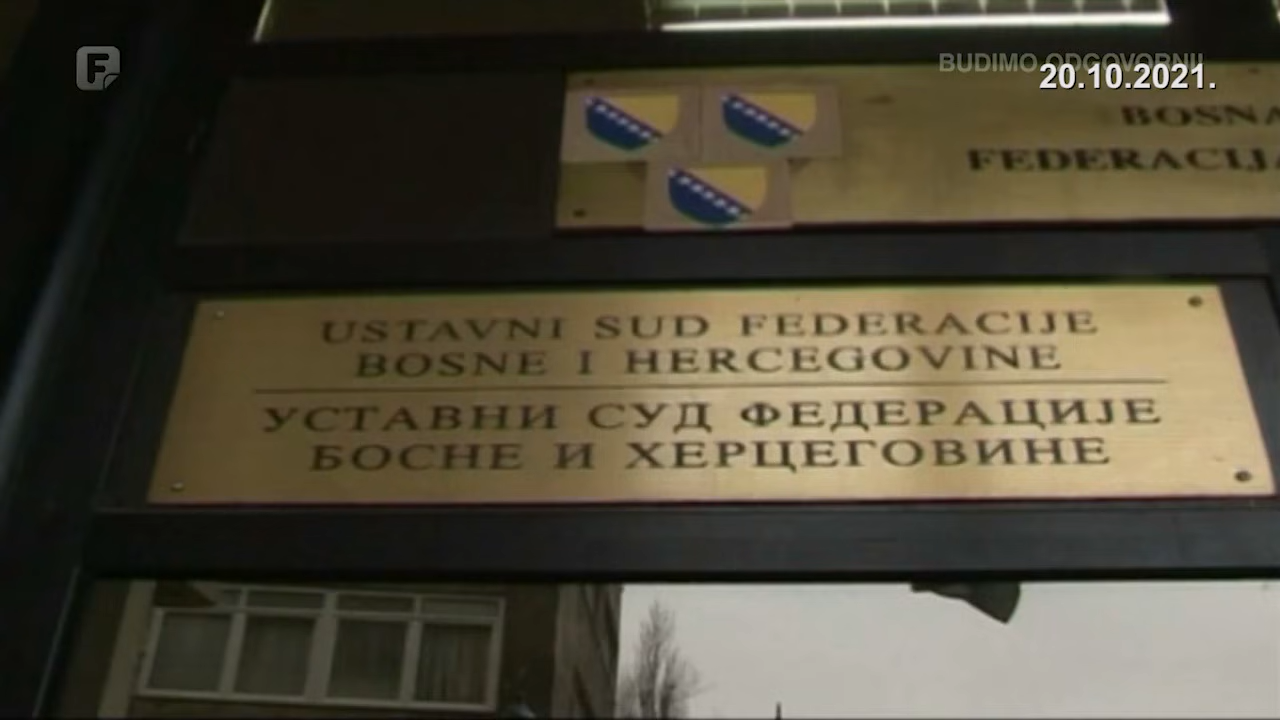 BUDIMO ODGOVORNI!
20.10.2021.
BOSNA
FEDERACIJA
USTAVNI SUD FEDERACIJE
BOSNE I HERCEGOVINE
УСТАВНИ СУД ФЕДЕРАЦИЈЕ
БОСНЕ И ХЕРЦЕГОВИНЕ